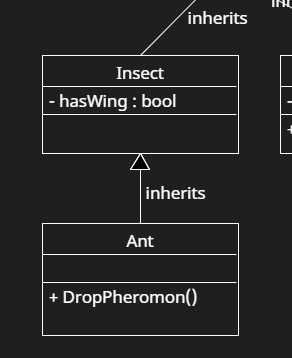 inherits
Insect
- hasWing : bool
inherits
Ant
+ DropPheromon()